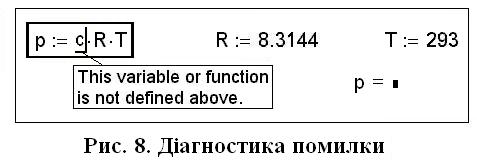 p := c·R·T R := 8.3144 T := 293
This variable or function
is not defined above.
p = ▪
Рис. 8. Діагностика помилки